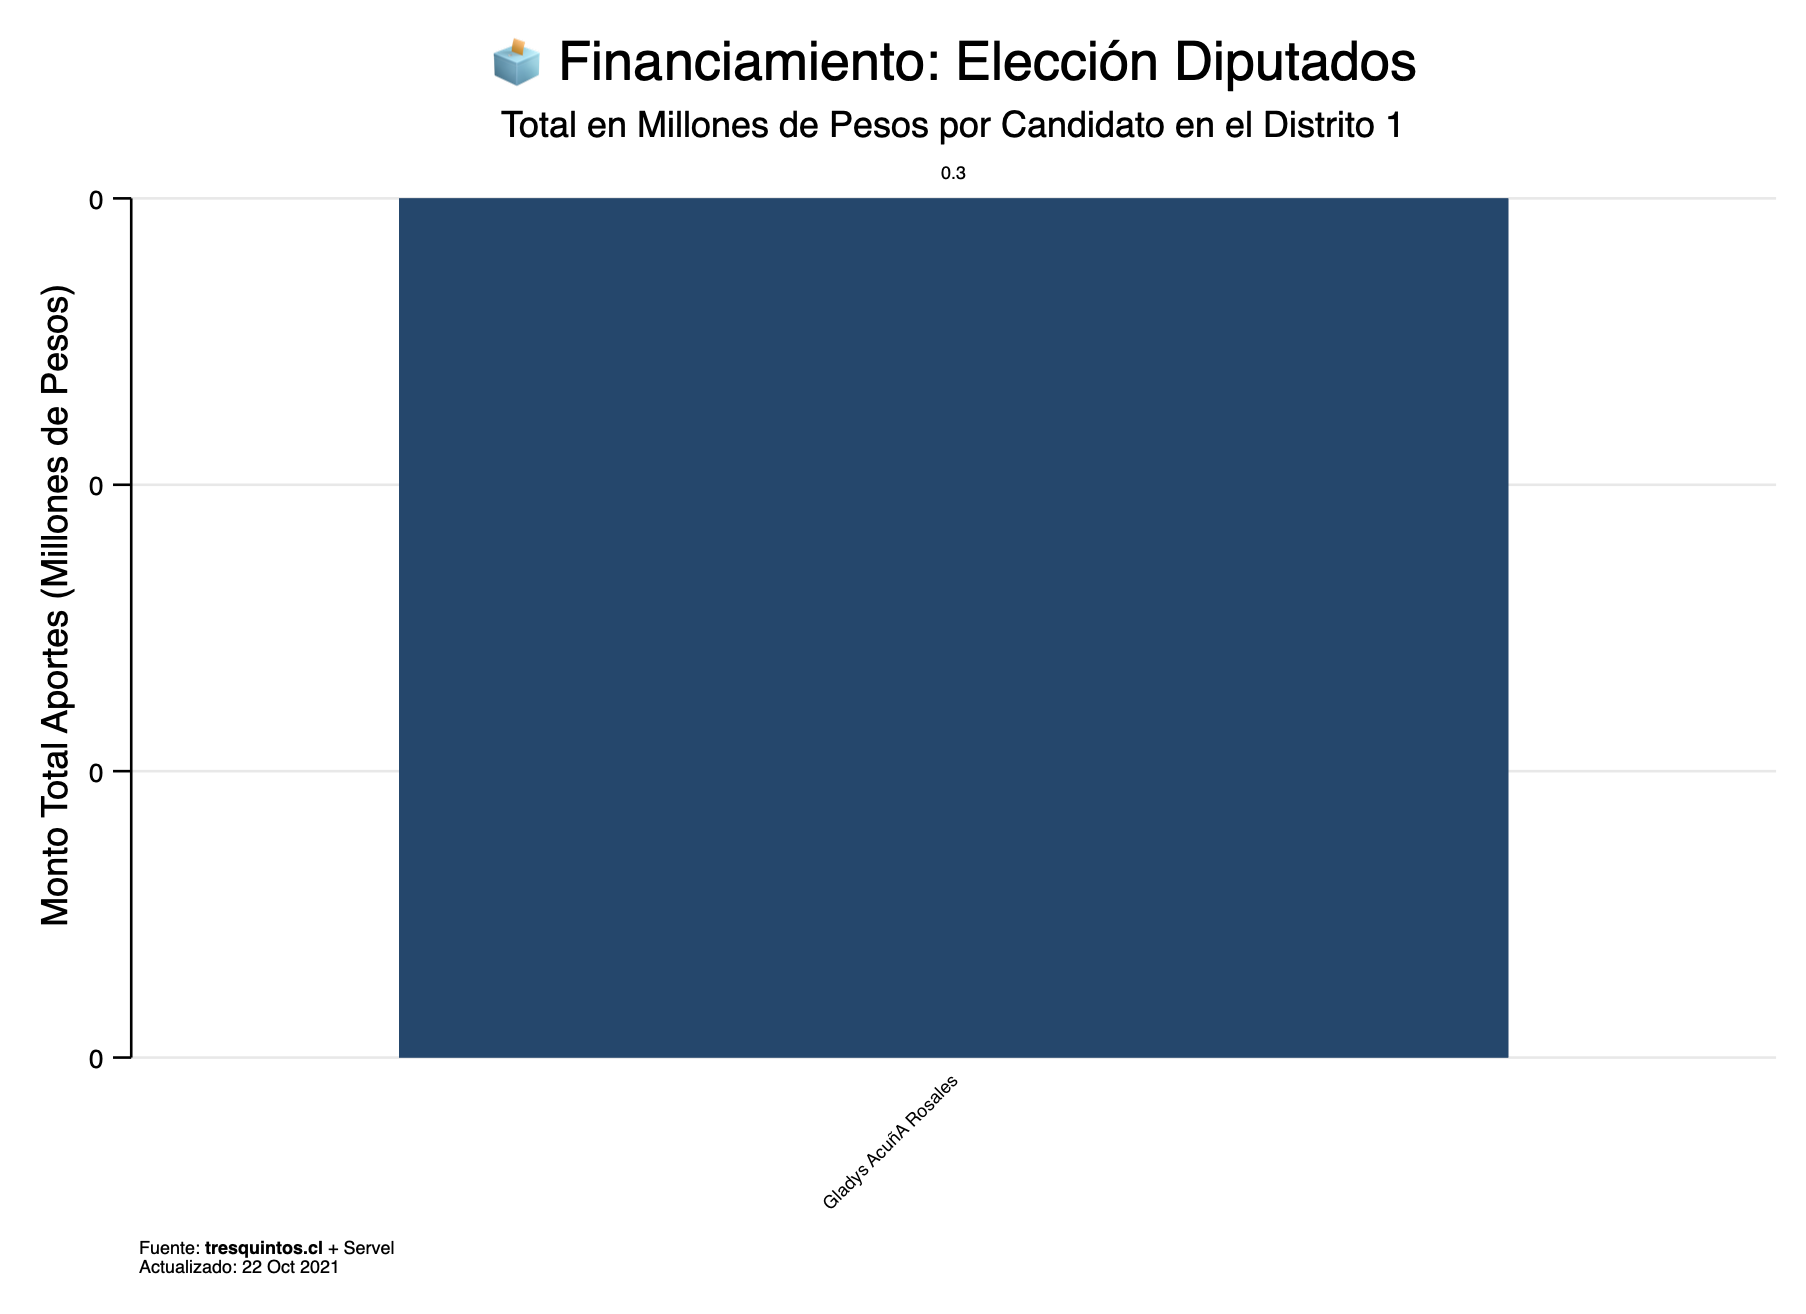 Financiamiento: Elección Diputados
Total en Millones de Pesos por Candidato en el Distrito 1
0.3
0
0
0
0
Monto Total Aportes (Millones de Pesos)
Gladys AcuñA Rosales
Fuente: tresquintos.cl + Servel
Actualizado: 22 Oct 2021